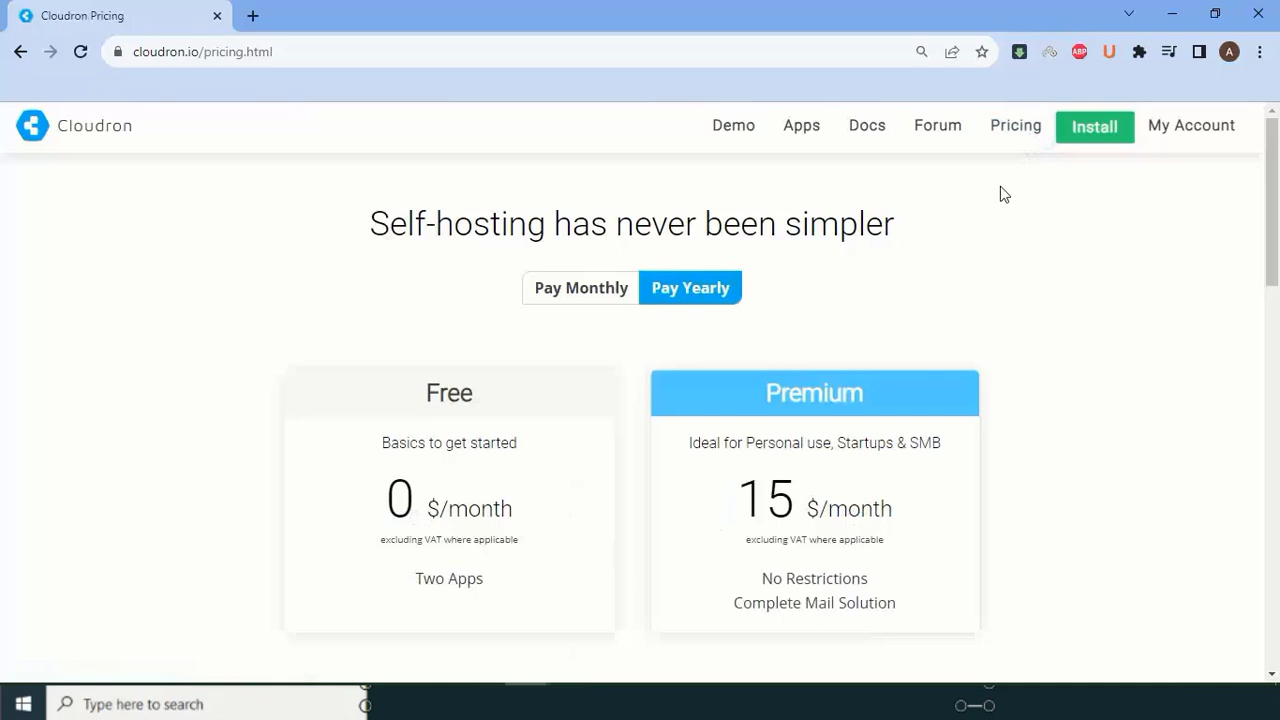 Cloudron Pricing
cloudron.io/pricing.html
ABP
U
A
Cloudron
Demo Apps Docs Forum Pricing Install My Account
Self-hosting has never been simpler
Pay Monthly Pay Yearly
Free
Basics to get started
0 $/month
excluding VAT where applicable
Two Apps
Premium
Ideal for Personal use, Startups & SMB
15 $/month
excluding VAT where applicable
No Restrictions
Complete Mail Solution
Type here to search